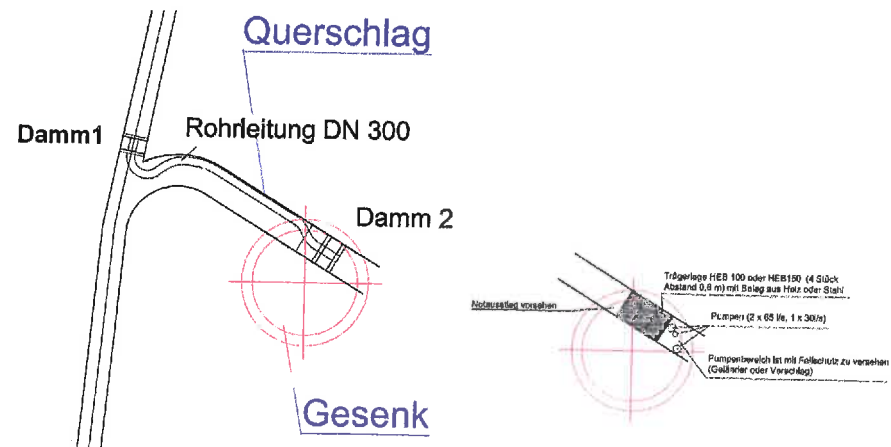 Querschlag
Damm1
Rohrleitung DN 300
Damm 2
Gesenk
Trägerlage HEB 100 oder HEB150 (4 Stück
Abstand 0,6 m) mit Belag aus Holz oder Stahl
Notausstieg vorsehen
Pumpen (2 x 65 l/s, 1 x 30l/s)
Pumpenbereich ist mit Fallschutz zu versehen
(Geländer oder Verschlag)